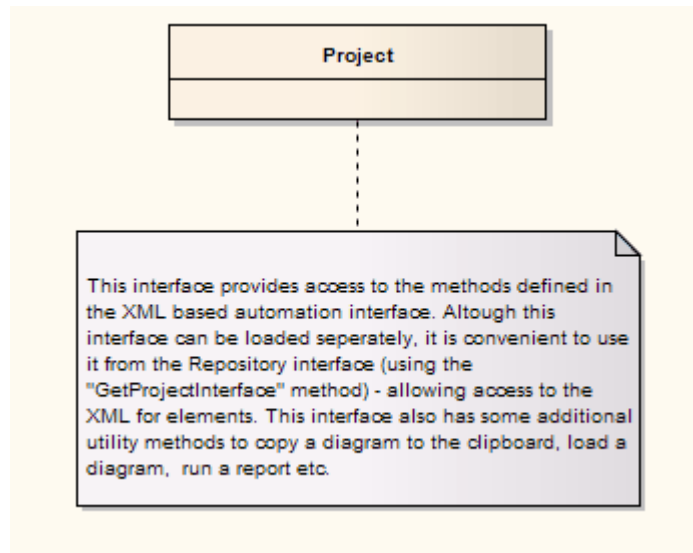 Project
This interface provides access to the methods defined in
the XML based automation interface. Altough this
interface can be loaded seperately, it is convenient to use
it from the Repository interface (using the
"GetProjectInterface" method) - allowing access to the
XML for elements. This interface also has some additional
utility methods to copy a diagram to the clipboard, load a
diagram,  run a report etc.